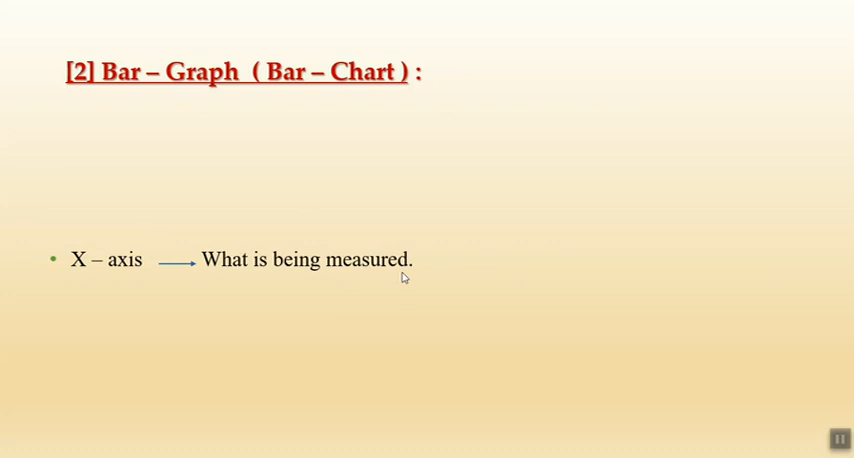 [2] Bar – Graph ( Bar – Chart ) :
• X – axis → What is being measured.